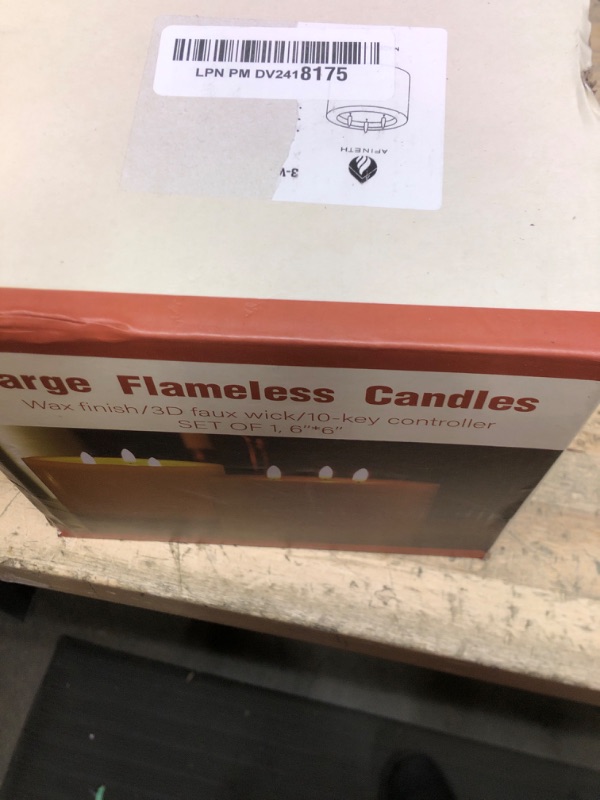 LPN PM DV2418175
AFINETH
3-W
arge Flameless Candles
Wax finish/3D faux wick/10-key controller
SET OF 1, 6"*6"